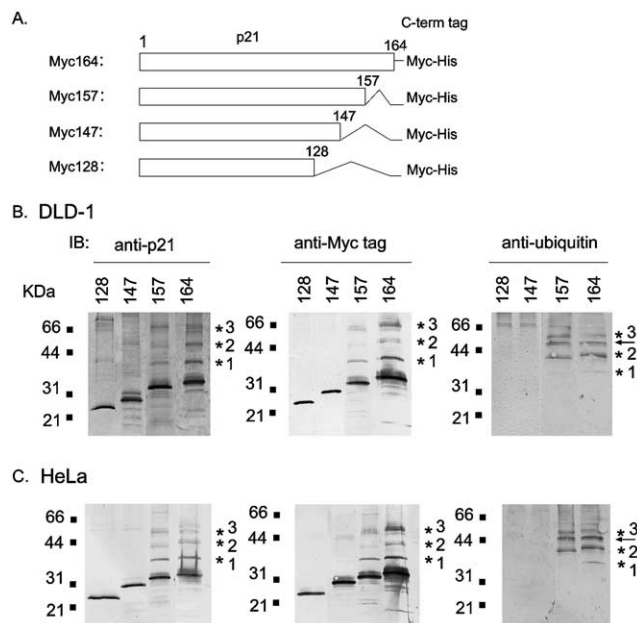 A.
C-term tag
1 p21 164
Myc164: Myc-His
157
Myc157: Myc-His
147
Myc147: Myc-His
128
Myc128: Myc-His
B. DLD-1
IB: anti-p21 anti-Myc tag anti-ubiquitin
KDa 128 147 157 164 128 147 157 164 128 147 157 164
66 *3 66 *3 66 *3
44 *2 44 *2 44 *2
*1 *1 *1
31 31 31
21 21 21
C. HeLa
66 *3 66 *3 66 *3
44 *2 44 *2 44 *2
*1 *1 *1
31 31 31
21 21 21